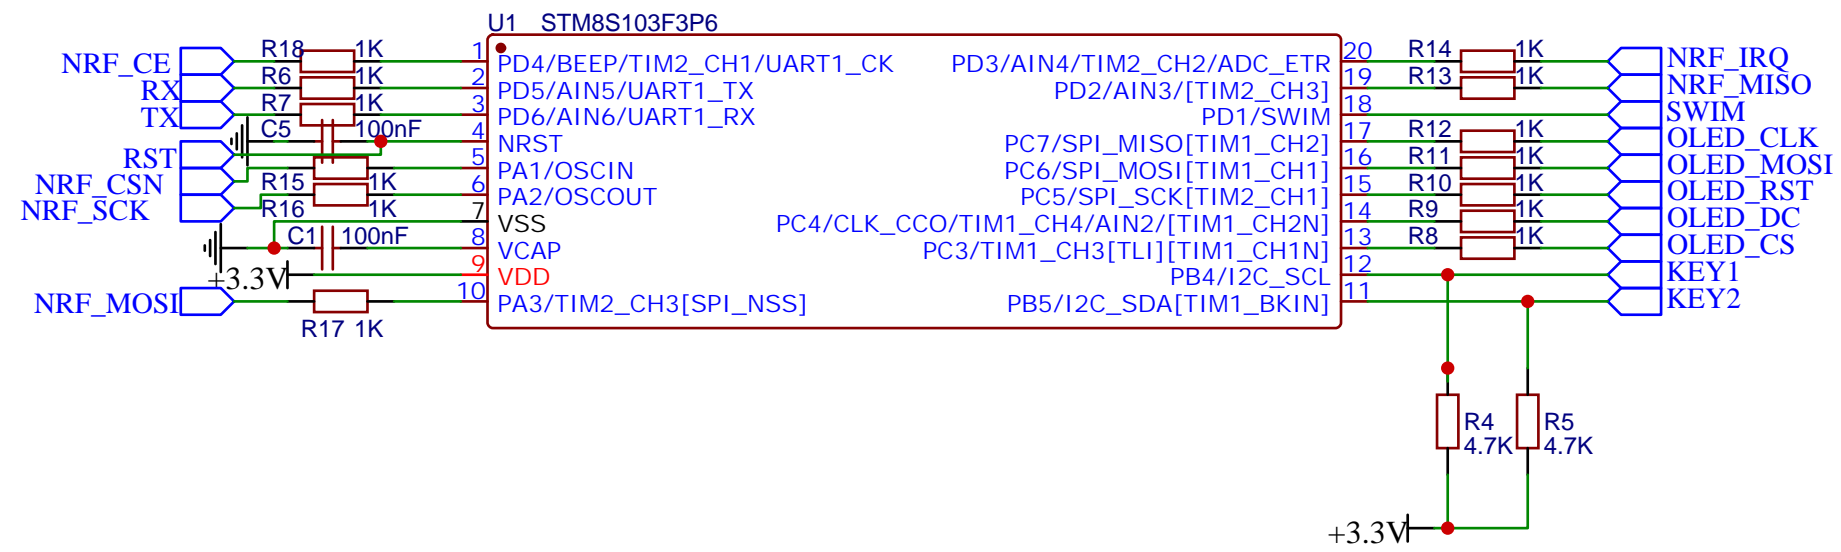 U1 STM8S103F3P6
NRF_CE R18 1K 1 PD4/BEEP/TIM2_CH1/UART1_CK PD3/AIN4/TIM2_CH2/ADC_ETR 20 R14 1K NRF_IRQ
RX R6 1K 2 PD5/AIN5/UART1_TX PD2/AIN3/[TIM2_CH3] 19 R13 1K NRF_MISO
TX R7 1K 3 PD6/AIN6/UART1_RX PD1/SWIM 18 SWIM
C5 100nF 4 NRST PC7/SPI_MISO[TIM1_CH2] 17 R12 1K OLED_CLK
RST 5 PA1/OSCIN PC6/SPI_MOSI[TIM1_CH1] 16 R11 1K OLED_MOSI
NRF_CSN R15 1K 6 PA2/OSCOUT PC5/SPI_SCK[TIM2_CH1] 15 R10 1K OLED_RST
NRF_SCK R16 1K 7 VSS PC4/CLK_CCO/TIM1_CH4/AIN2/[TIM1_CH2N] 14 R9 1K OLED_DC
C1 100nF 8 VCAP PC3/TIM1_CH3[TLI][TIM1_CH1N] 13 R8 1K OLED_CS
+3.3V 9 VDD PB4/I2C_SCL 12 KEY1
NRF_MOSI 10 PA3/TIM2_CH3[SPI_NSS] PB5/I2C_SDA[TIM1_BKIN] 11 KEY2
R17 1K
R4 R5
4.7K 4.7K
+3.3V